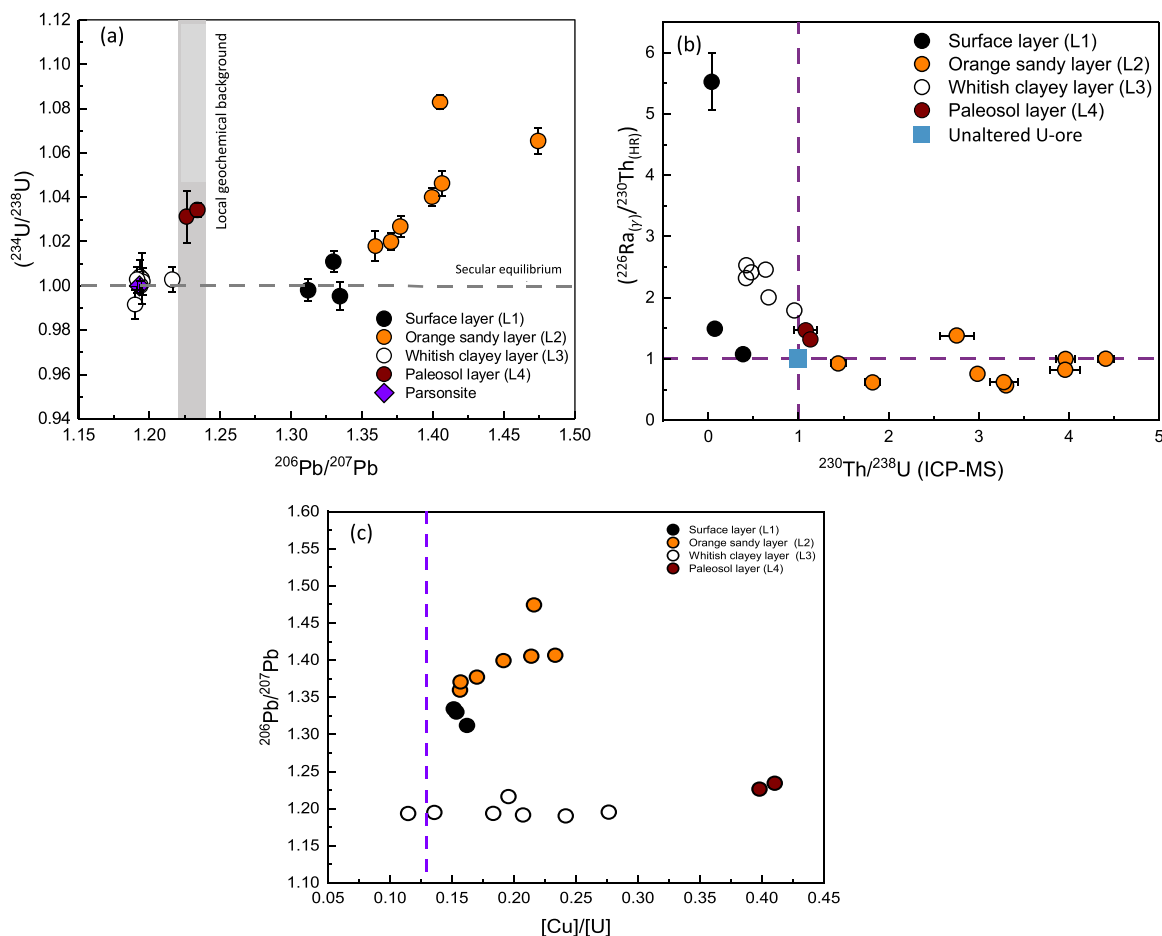 (a)
1.12
1.10
1.08
1.06
1.04
1.02
1.00
0.98
0.96
0.94
(²³⁴U/²³⁸U)
Local geochemical background
Secular equilibrium
Surface layer (L1)
Orange sandy layer (L2)
Whitish clayey layer (L3)
Paleosol layer (L4)
Parsonsite
1.15 1.20 1.25 1.30 1.35 1.40 1.45 1.50
²⁰⁶Pb/²⁰⁷Pb
(b)
6
5
4
3
2
1
0
(²²⁶Ra(γ)/²³⁰Th(HR))
Surface layer (L1)
Orange sandy layer (L2)
Whitish clayey layer (L3)
Paleosol layer (L4)
Unaltered U-ore
0 1 2 3 4 5
²³⁰Th/²³⁸U (ICP-MS)
(c)
1.60
1.55
1.50
1.45
1.40
1.35
1.30
1.25
1.20
1.15
1.10
²⁰⁶Pb/²⁰⁷Pb
Surface layer (L1)
Orange sandy layer (L2)
Whitish clayey layer (L3)
Paleosol layer (L4)
0.05 0.10 0.15 0.20 0.25 0.30 0.35 0.40 0.45
[Cu]/[U]